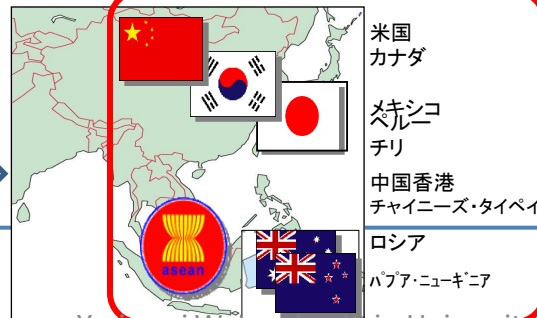 米国
カナダ
メキシコ
ペルー
チリ
中国香港
チャイニーズ・タイペイ
ロシア
パプア・ニューギニア
asean